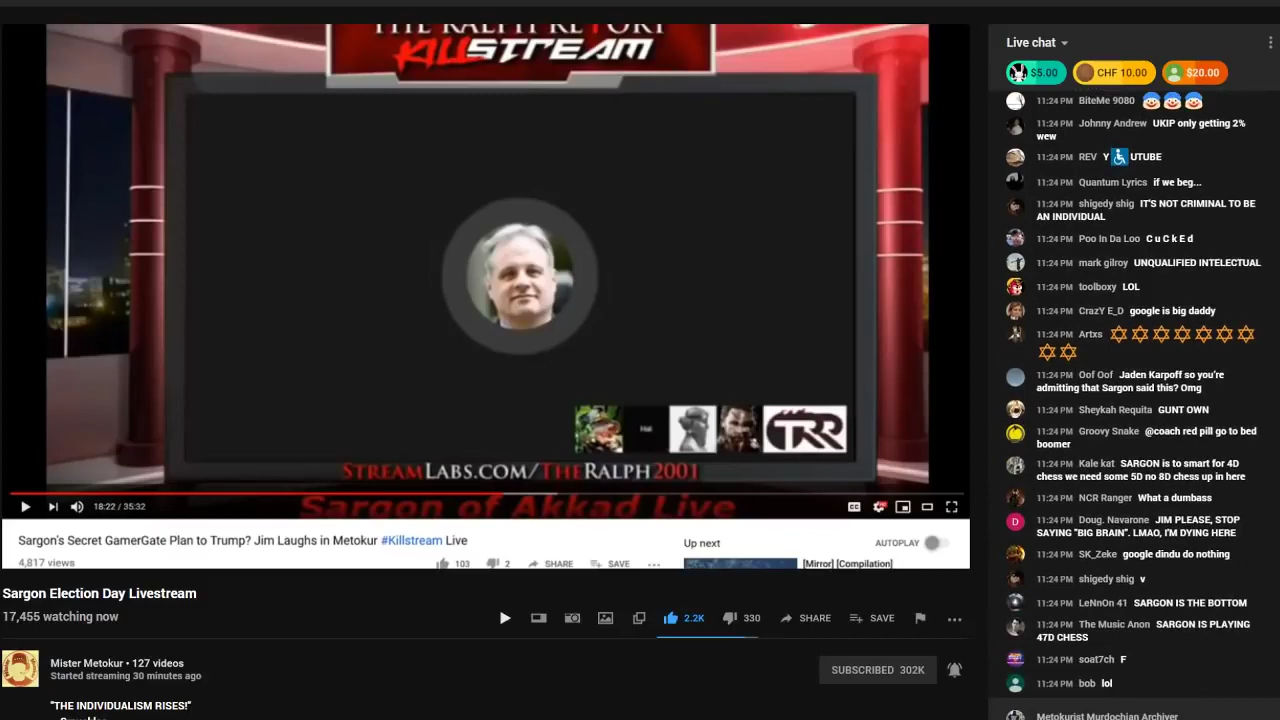 THE RALPH RETORT
KILLSTREAM
Hat
TRR
STREAMLABS.COM/THERALPH2001
Sargon of Akkad Live
18:22 / 35:32
Sargon's Secret GamerGate Plan to Trump? Jim Laughs in Metokur #Killstream Live
4,817 views
103
2
SHARE
SAVE
Up next
AUTOPLAY
[Mirror] [Compilation]
Sargon Election Day Livestream
17,455 watching now
2.2K
330
SHARE
SAVE
Mister Metokur • 127 videos
Started streaming 30 minutes ago
SUBSCRIBED 302K
"THE INDIVIDUALISM RISES!"
Live chat
$5.00
CHF 10.00
$20.00
11:24 PM BiteMe 9080
11:24 PM Johnny Andrew UKIP only getting 2%
wew
11:24 PM REV Y UTUBE
11:24 PM Quantum Lyrics if we beg...
11:24 PM shigedy shig IT'S NOT CRIMINAL TO BE
AN INDIVIDUAL
11:24 PM Poo In Da Loo C u C k E d
11:24 PM mark gilroy UNQUALIFIED INTELECTUAL
11:24 PM toolboxy LOL
11:24 PM CrazY E_D google is big daddy
11:24 PM Artxs
11:24 PM Oof Oof Jaden Karpoff so you're
admitting that Sargon said this? Omg
11:24 PM Sheykah Requita GUNT OWN
11:24 PM Groovy Snake @coach red pill go to bed
boomer
11:24 PM Kale kat SARGON is to smart for 4D
chess we need some 5D no 8D chess up in here
11:24 PM NCR Ranger What a dumbass
D
11:24 PM Doug. Navarone JIM PLEASE, STOP
SAYING "BIG BRAIN". LMAO, I'M DYING HERE
11:24 PM SK_Zeke google dindu do nothing
11:24 PM shigedy shig v
11:24 PM LeNnOn 41 SARGON IS THE BOTTOM
11:24 PM The Music Anon SARGON IS PLAYING
47D CHESS
11:24 PM soat7ch F
11:24 PM bob lol
Metokurist Murdochian Archiver